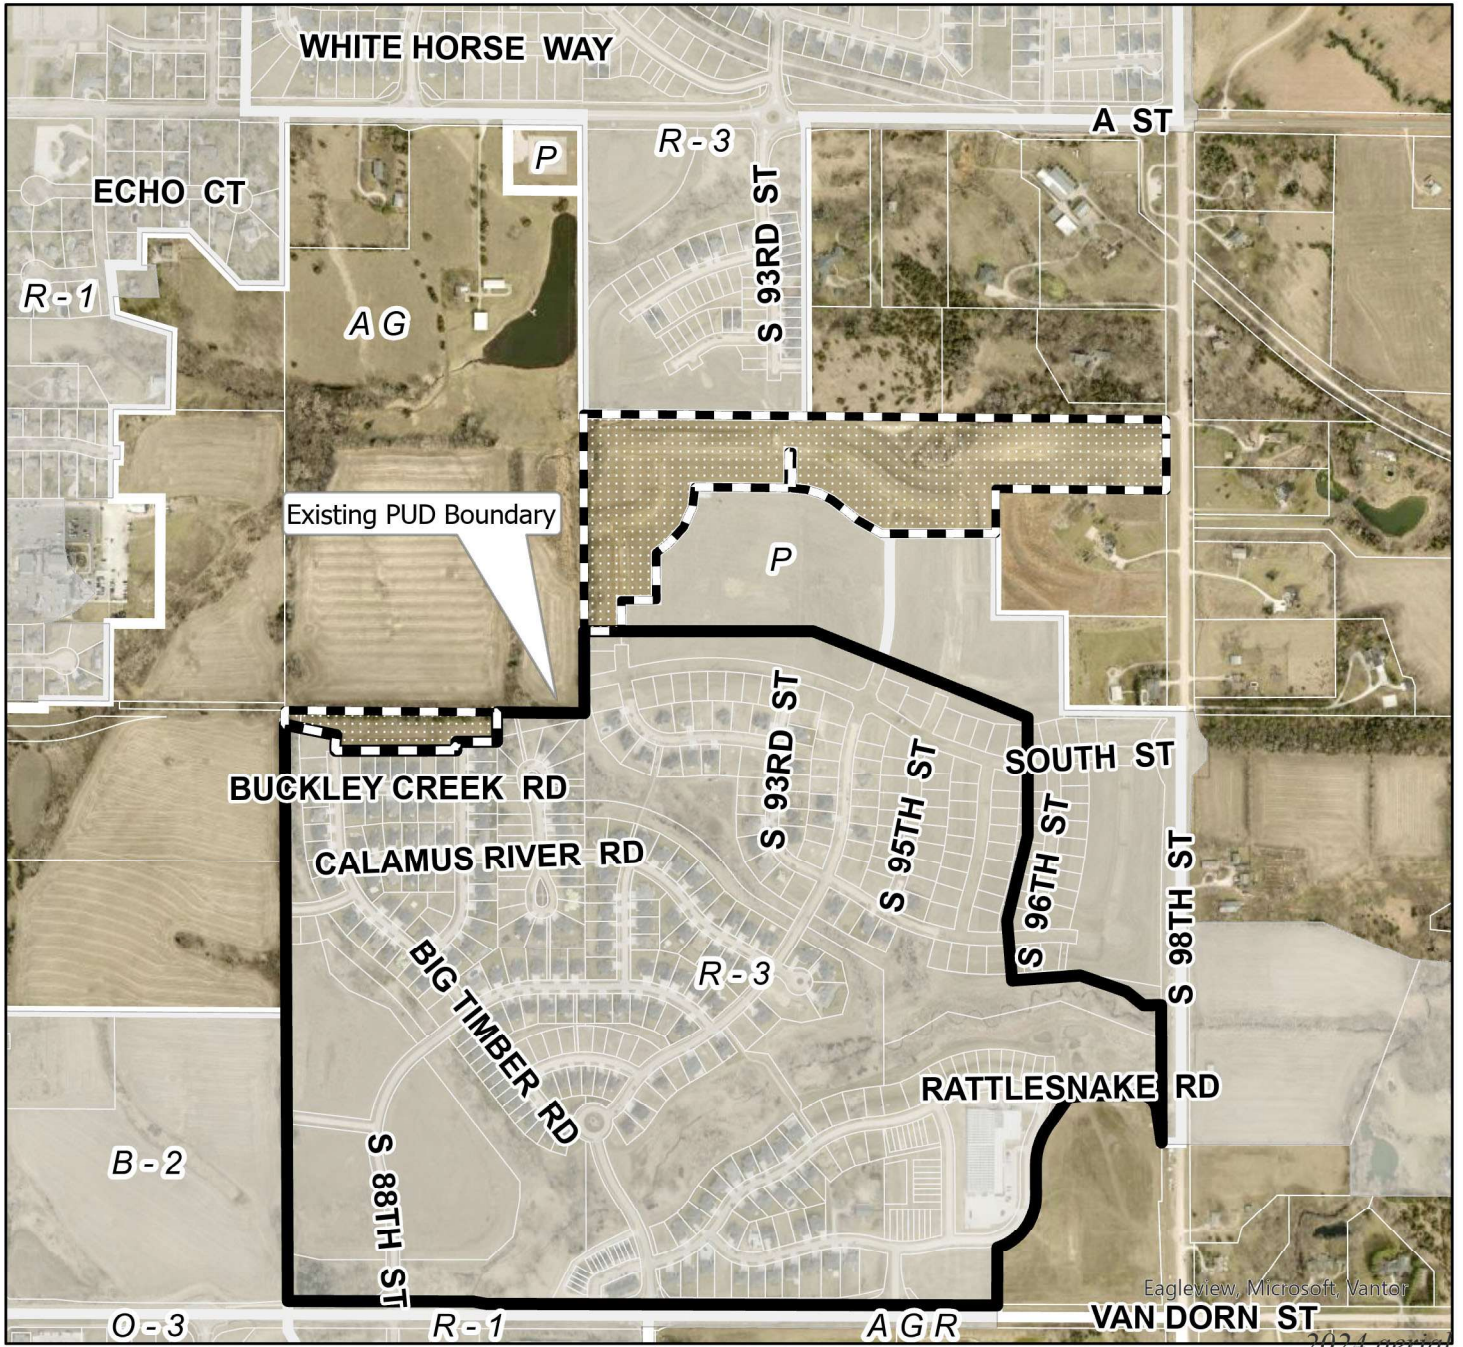 WHITE HORSE WAY
A ST
R - 3
P
ECHO CT
S 93RD ST
R - 1
A G
Existing PUD Boundary
P
S 93RD ST
SOUTH ST
S 95TH ST
BUCKLEY CREEK RD
S 96TH ST
CALAMUS RIVER RD
S 98TH ST
BIG TIMBER RD
R - 3
RATTLESNAKE RD
B - 2
S 88TH ST
Eagleview, Microsoft, Vantor
VAN DORN ST
O - 3
R - 1
A G R
2024 aerial